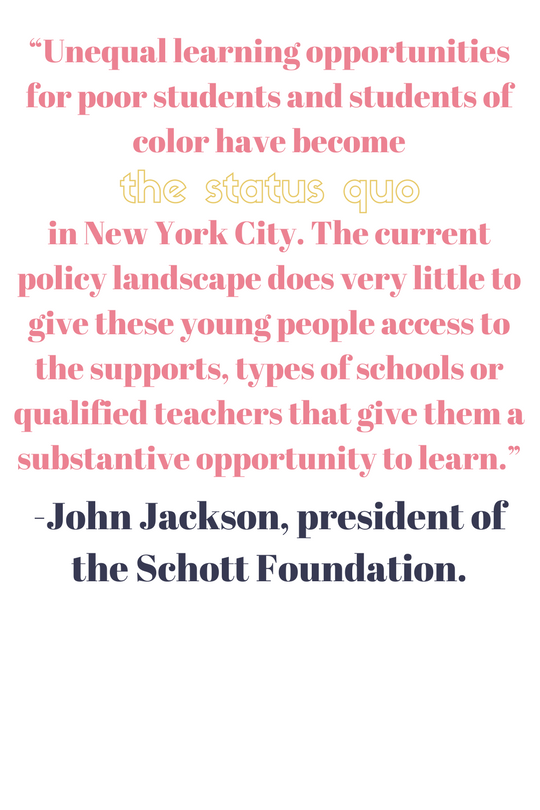 “Unequal learning opportunities
for poor students and students of
color have become
the status quo
in New York City. The current
policy landscape does very little to
give these young people access to
the supports, types of schools or
qualified teachers that give them a
substantive opportunity to learn.”
-John Jackson, president of
the Schott Foundation.